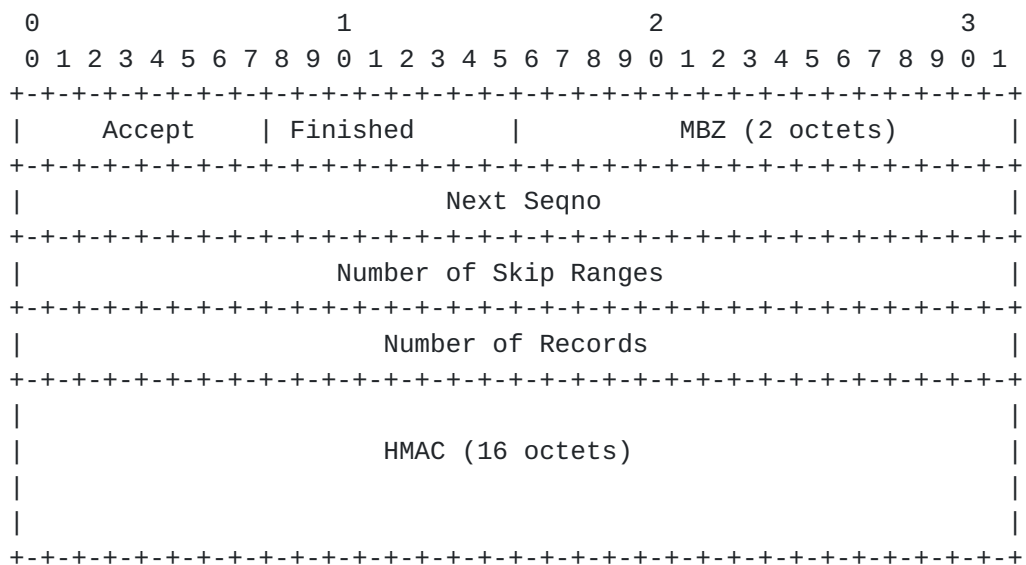 0                   1                   2                   3
 0 1 2 3 4 5 6 7 8 9 0 1 2 3 4 5 6 7 8 9 0 1 2 3 4 5 6 7 8 9 0 1
+-+-+-+-+-+-+-+-+-+-+-+-+-+-+-+-+-+-+-+-+-+-+-+-+-+-+-+-+-+-+-+-+
|     Accept    | Finished      |          MBZ (2 octets)       |
+-+-+-+-+-+-+-+-+-+-+-+-+-+-+-+-+-+-+-+-+-+-+-+-+-+-+-+-+-+-+-+-+
|                           Next Seqno                          |
+-+-+-+-+-+-+-+-+-+-+-+-+-+-+-+-+-+-+-+-+-+-+-+-+-+-+-+-+-+-+-+-+
|                    Number of Skip Ranges                      |
+-+-+-+-+-+-+-+-+-+-+-+-+-+-+-+-+-+-+-+-+-+-+-+-+-+-+-+-+-+-+-+-+
|                       Number of Records                       |
+-+-+-+-+-+-+-+-+-+-+-+-+-+-+-+-+-+-+-+-+-+-+-+-+-+-+-+-+-+-+-+-+
|                                                               |
|                       HMAC (16 octets)                        |
|                                                               |
|                                                               |
+-+-+-+-+-+-+-+-+-+-+-+-+-+-+-+-+-+-+-+-+-+-+-+-+-+-+-+-+-+-+-+-+